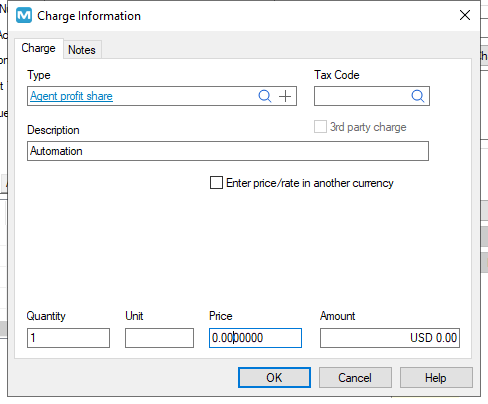 Charge Information
Charge Notes
Type Tax Code
Agent profit share
Description 3rd party charge
Automation
Enter price/rate in another currency
Quantity Unit Price Amount
1 0.0000000 USD 0.00
OK Cancel Help